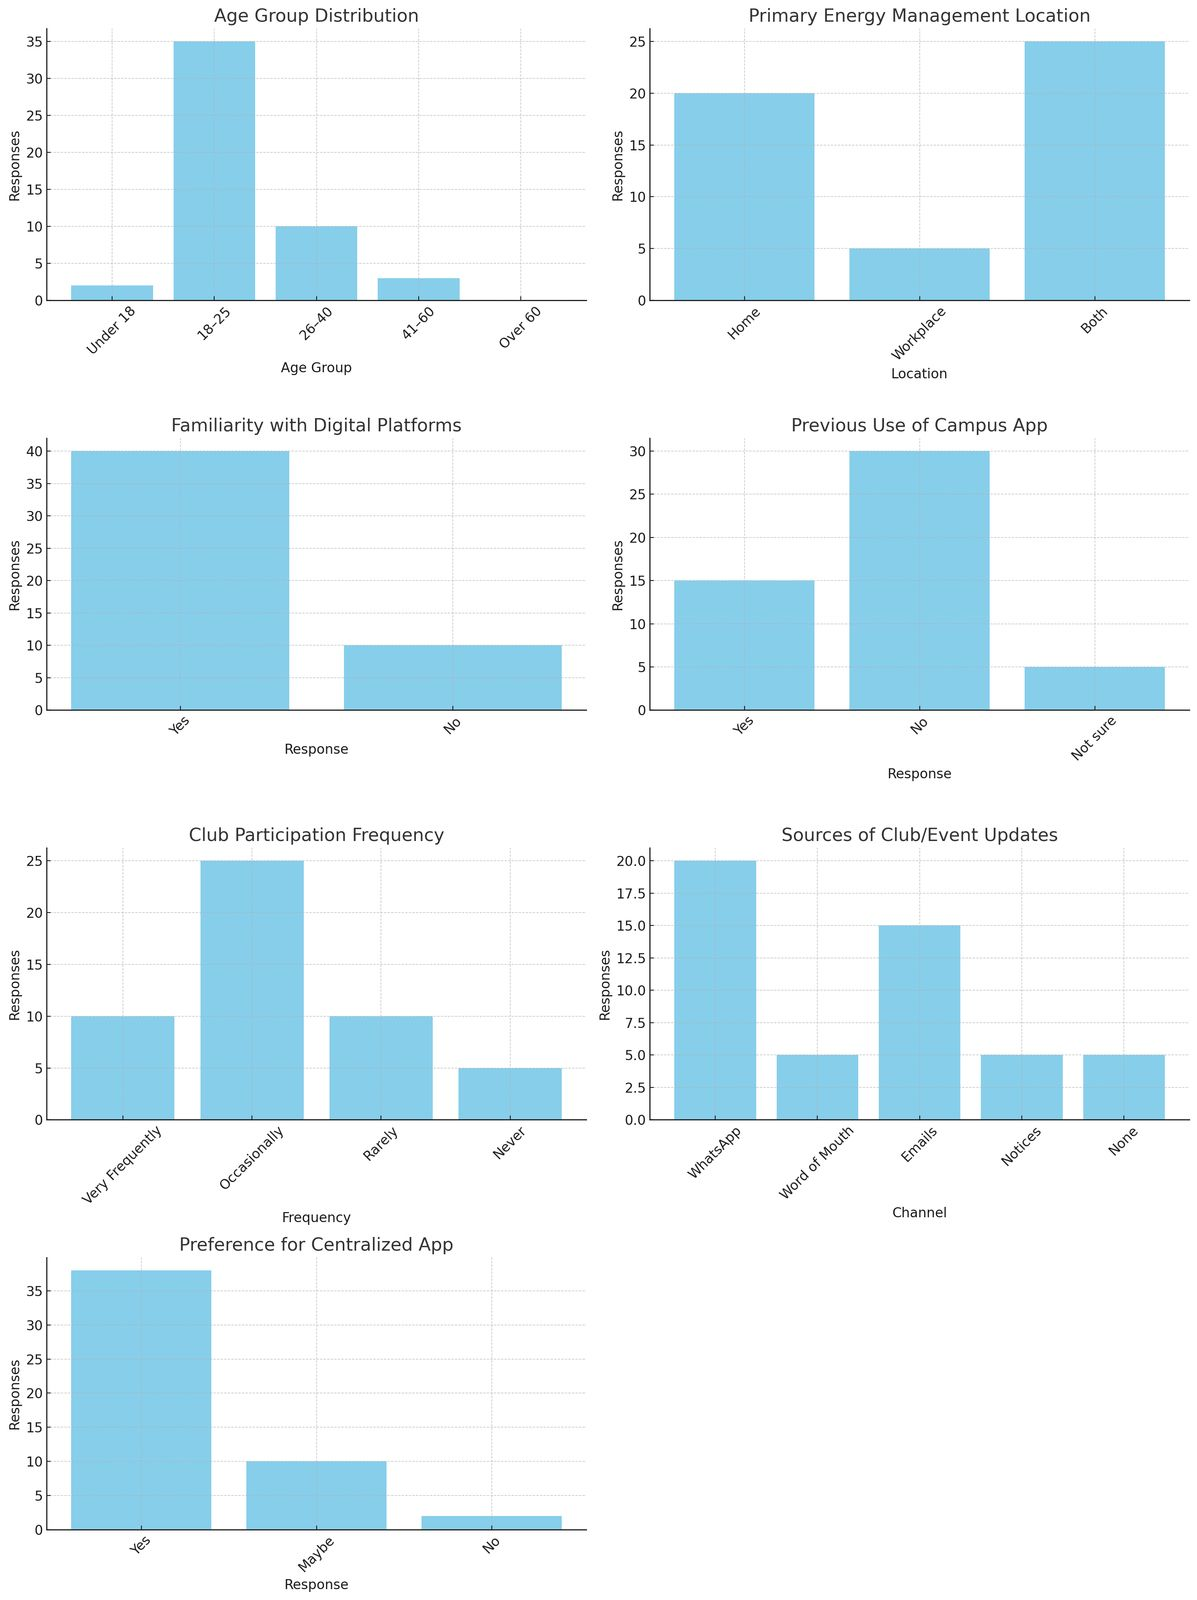 Age Group Distribution
35
30
25
20
15
10
5
0
Responses
Under 18
18–25
26–40
41–60
Over 60
Age Group
Primary Energy Management Location
25
20
15
10
5
0
Responses
Home
Workplace
Both
Location
Familiarity with Digital Platforms
40
35
30
25
20
15
10
5
0
Responses
Yes
No
Response
Previous Use of Campus App
30
25
20
15
10
5
0
Responses
Yes
No
Not sure
Response
Club Participation Frequency
25
20
15
10
5
0
Responses
Very Frequently
Occasionally
Rarely
Never
Frequency
Sources of Club/Event Updates
20.0
17.5
15.0
12.5
10.0
7.5
5.0
2.5
0.0
Responses
WhatsApp
Word of Mouth
Emails
Notices
None
Channel
Preference for Centralized App
35
30
25
20
15
10
5
0
Responses
Yes
Maybe
No
Response